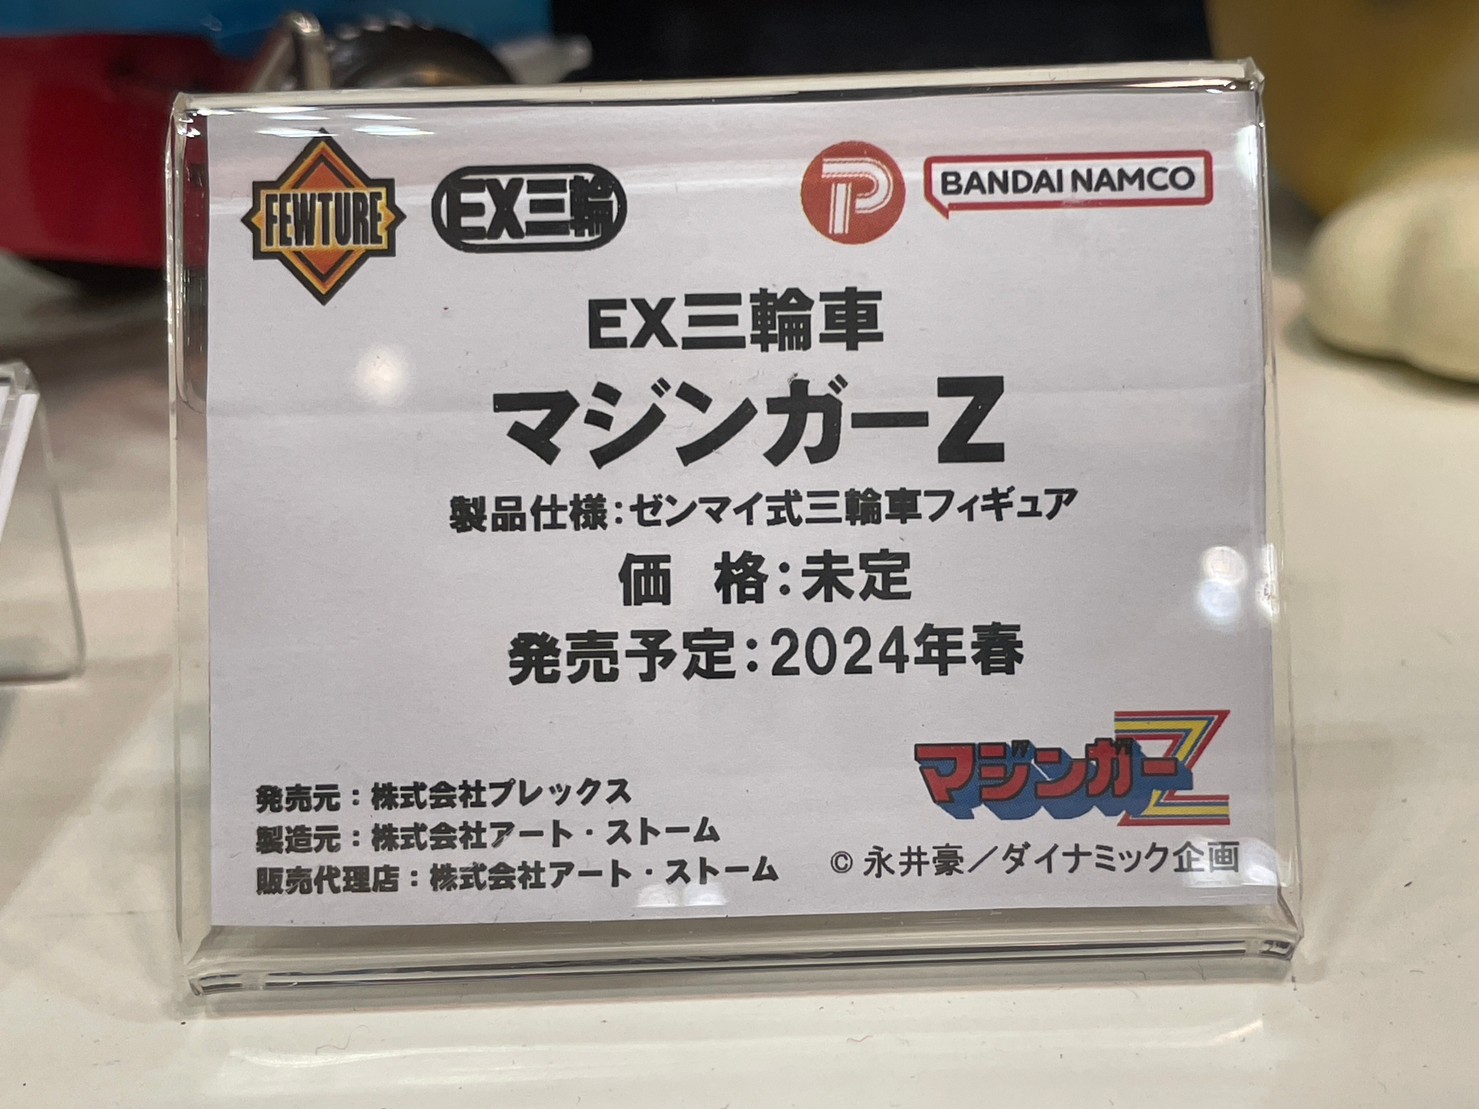 FEWTURE
EX三輪
P
BANDAI NAMCO
EX三輪車
マジンガーZ
製品仕様：ゼンマイ式三輪車フィギュア
価　格：未定
発売予定：2024年春
マジンガーZ
発売元：株式会社プレックス
製造元：株式会社アート・ストーム
販売代理店：株式会社アート・ストーム
© 永井豪／ダイナミック企画